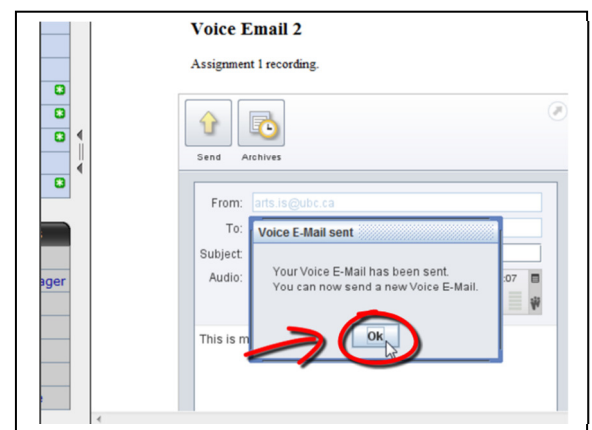 Voice Email 2
Assignment 1 recording.
Send Archives
From: arts.is@ubc.ca
To:
Voice E-Mail sent
Subject:
Your Voice E-Mail has been sent.
Audio: :07
You can now send a new Voice E-Mail.
ager
Ok
This is m